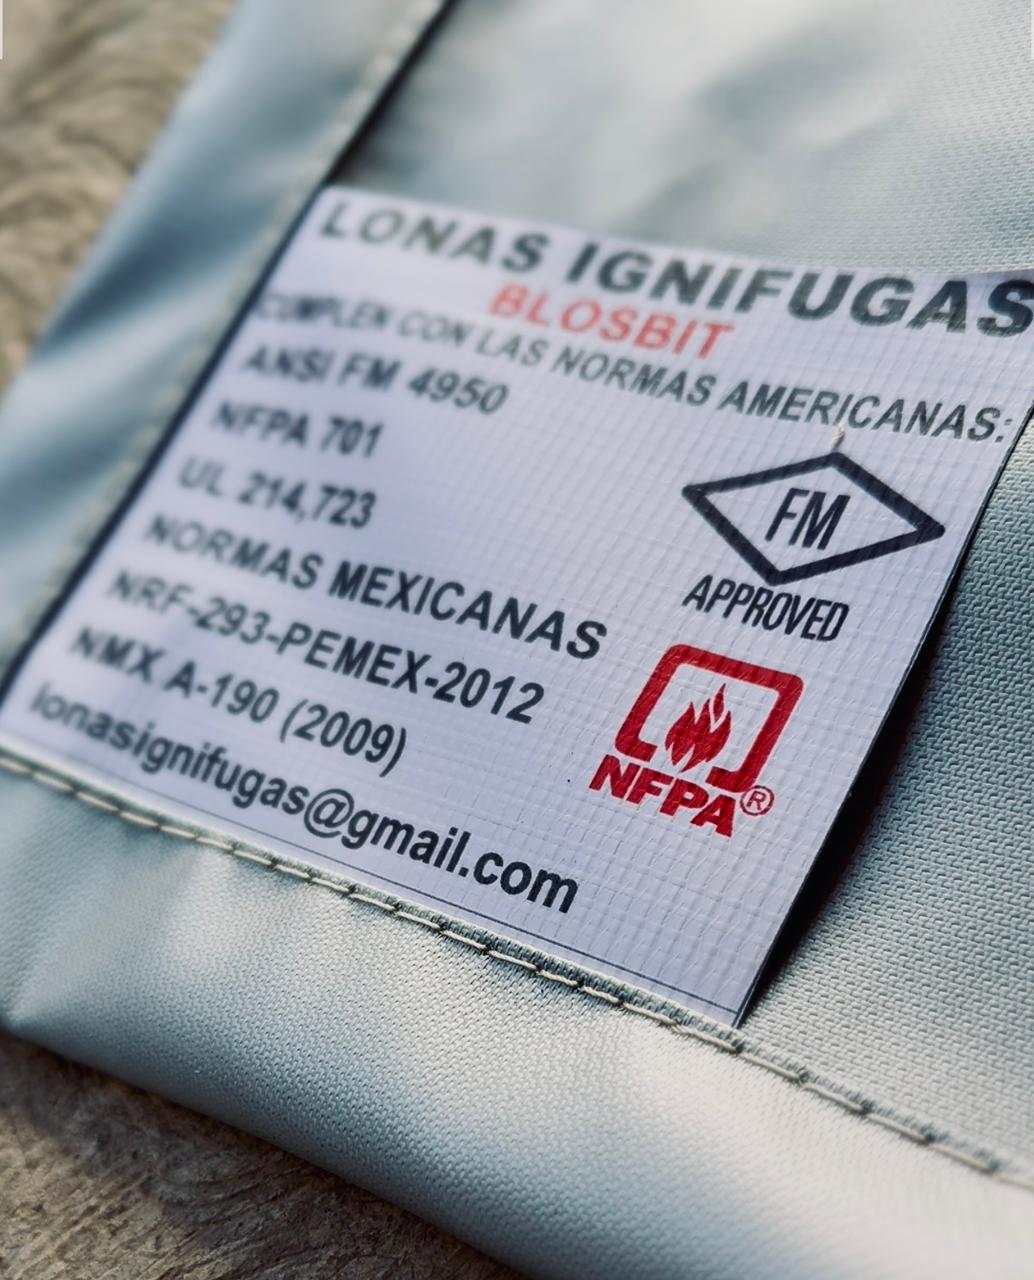 LONAS IGNIFUGAS
BLOSBIT
CUMPLEN CON LAS NORMAS AMERICANAS:
ANSI FM 4950
NFPA 701
UL 214,723
NORMAS MEXICANAS
NRF-293-PEMEX-2012
NMX A-190 (2009)
lonasignifugas@gmail.com
FM
APPROVED
NFPA®